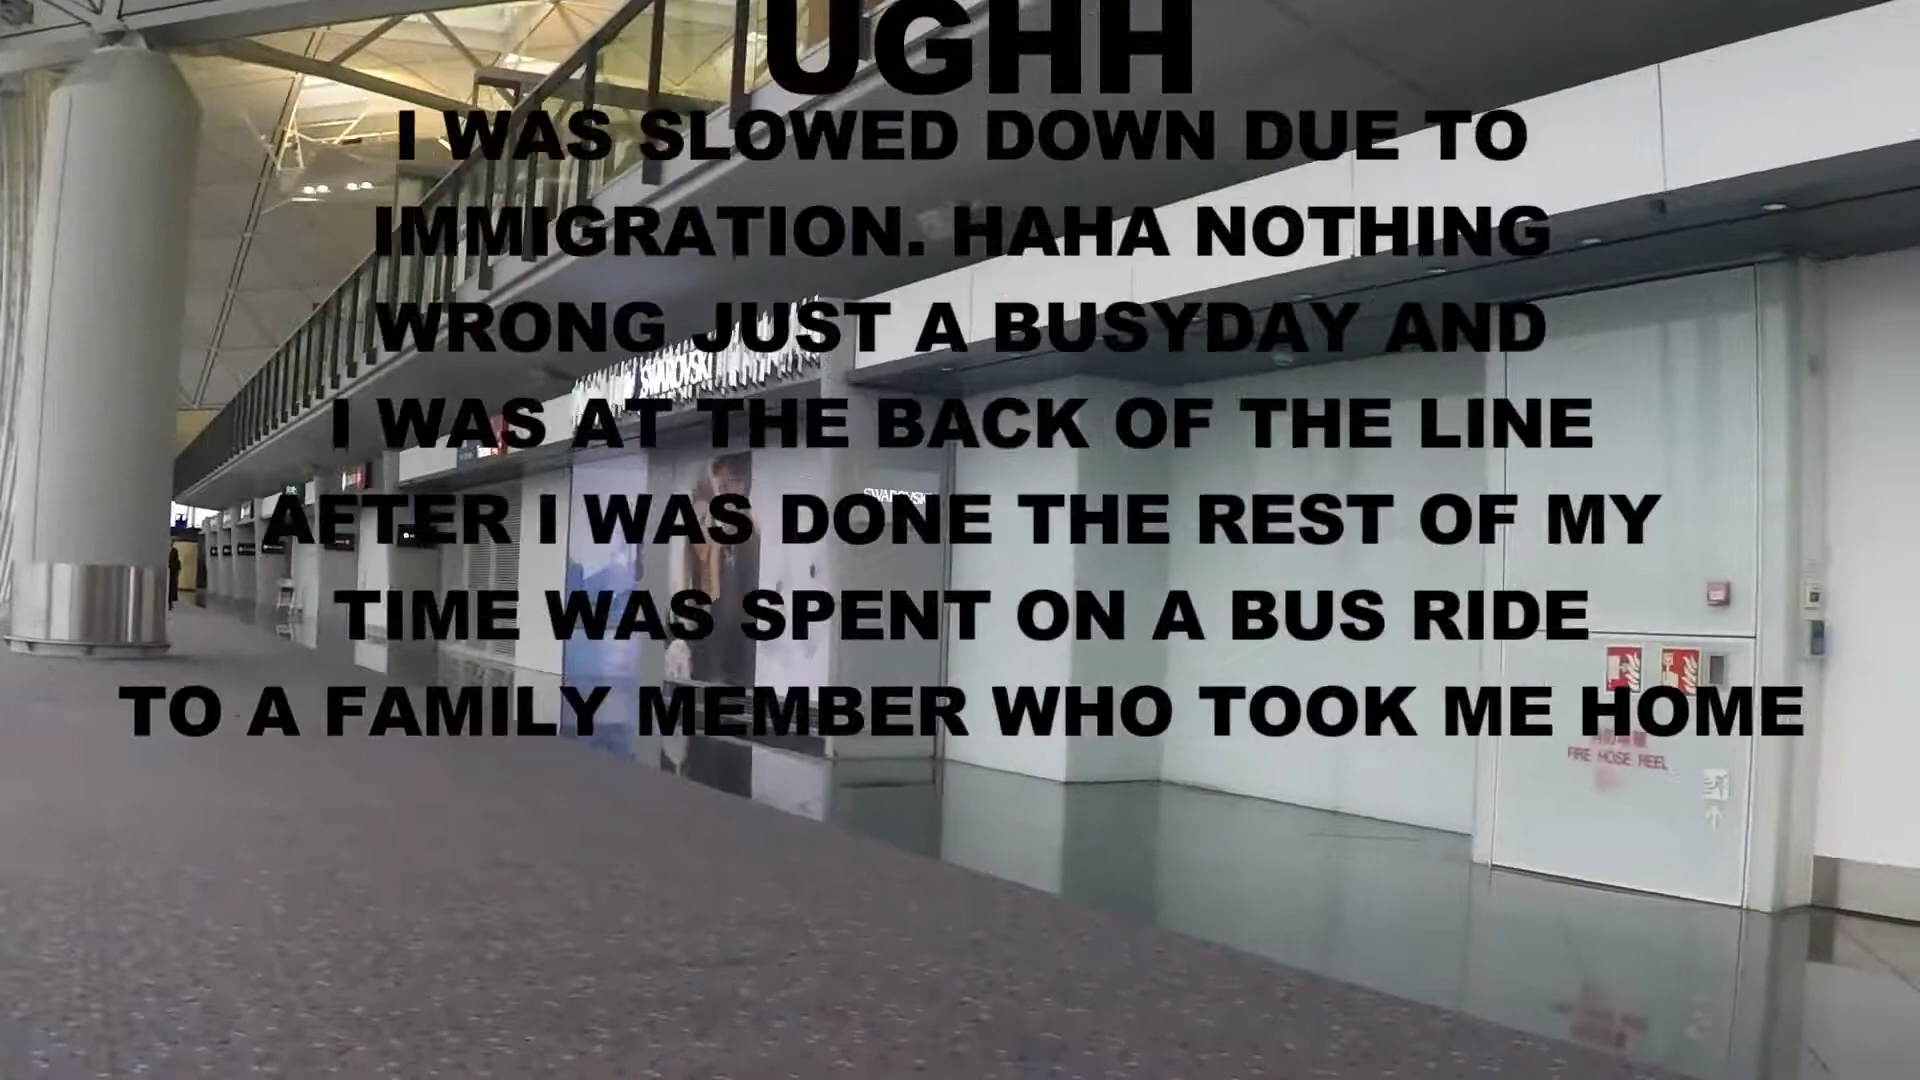 UGHH
I WAS SLOWED DOWN DUE TO
IMMIGRATION. HAHA NOTHING
WRONG JUST A BUSYDAY AND
SWAROVSKI
I WAS AT THE BACK OF THE LINE
SWAROVSKI
AFTER I WAS DONE THE REST OF MY
TIME WAS SPENT ON A BUS RIDE
TO A FAMILY MEMBER WHO TOOK ME HOME
FIRE HOSE REEL